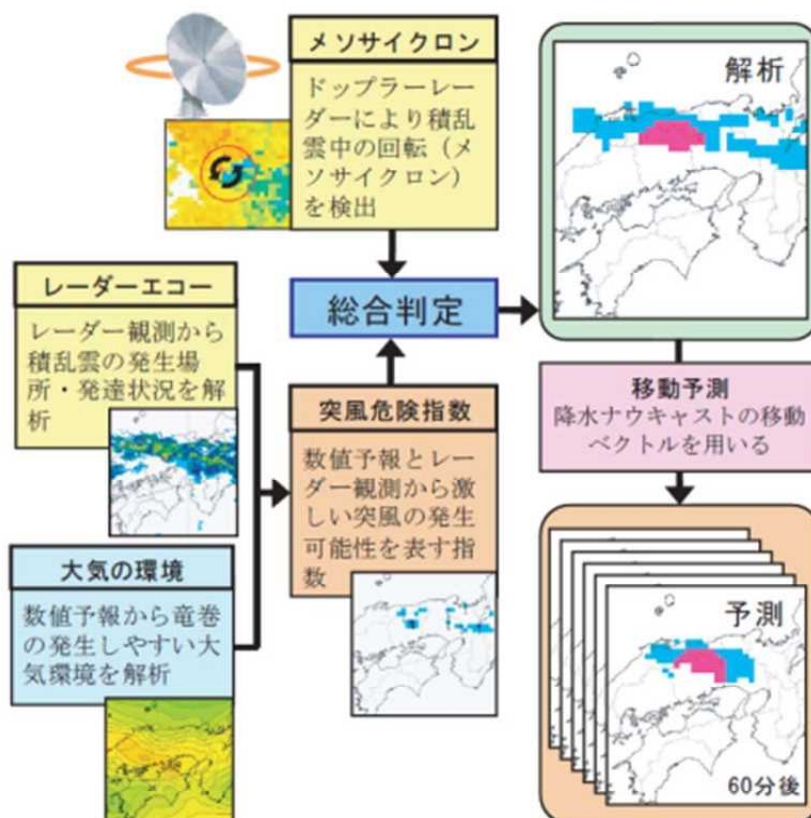 メソサイクロン
ドップラーレー
ダーにより積乱
雲中の回転（メ
ソサイクロン）
を検出
レーダーエコー
レーダー観測から
積乱雲の発生場
所・発達状況を解
析
大気の環境
数値予報から竜巻
の発生しやすい大
気環境を解析
突風危険指数
数値予報とレー
ダー観測から激
しい突風の発生
可能性を表す指
数
総合判定
解析
移動予測
降水ナウキャストの移動
ベクトルを用いる
予測
60分後